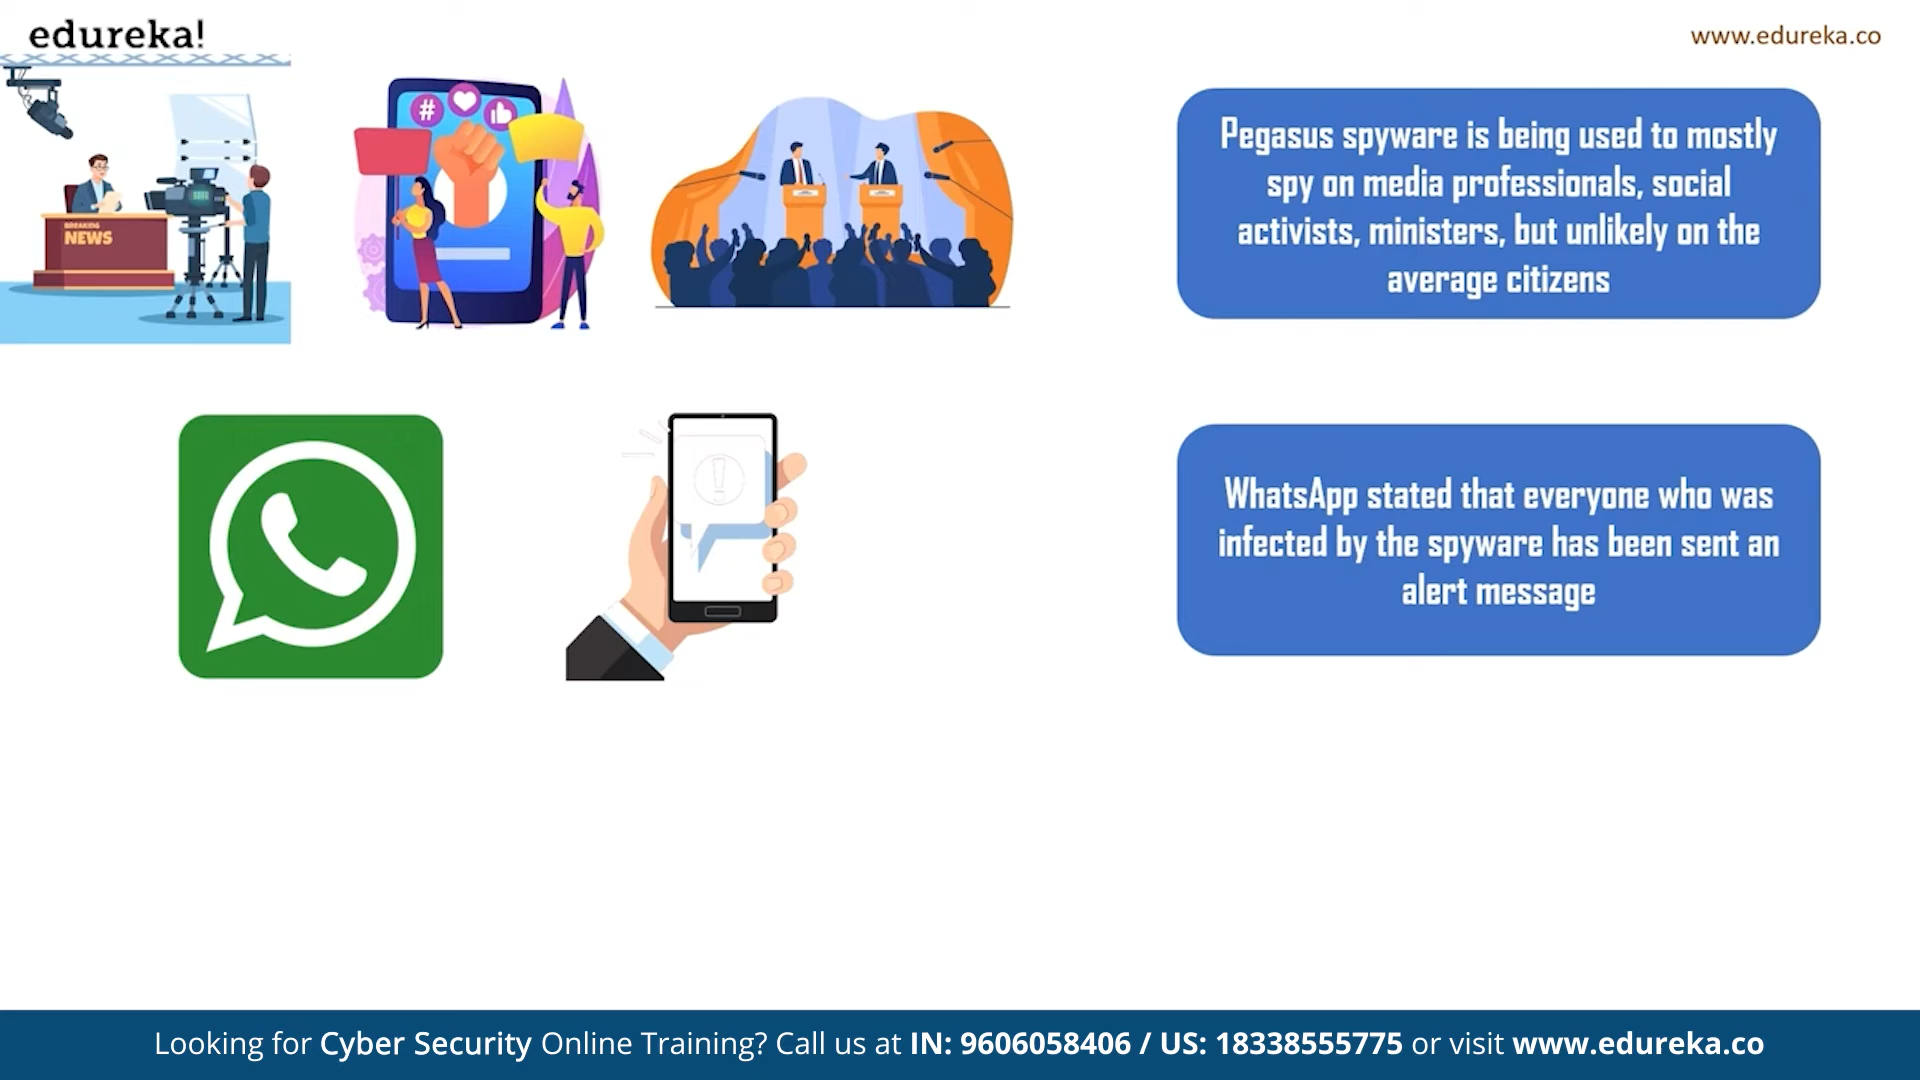 edureka!
www.edureka.co
BREAKING
NEWS
#
Pegasus spyware is being used to mostly
spy on media professionals, social
activists, ministers, but unlikely on the
average citizens
WhatsApp stated that everyone who was
infected by the spyware has been sent an
alert message
Looking for Cyber Security Online Training? Call us at IN: 9606058406 / US: 18338555775 or visit www.edureka.co